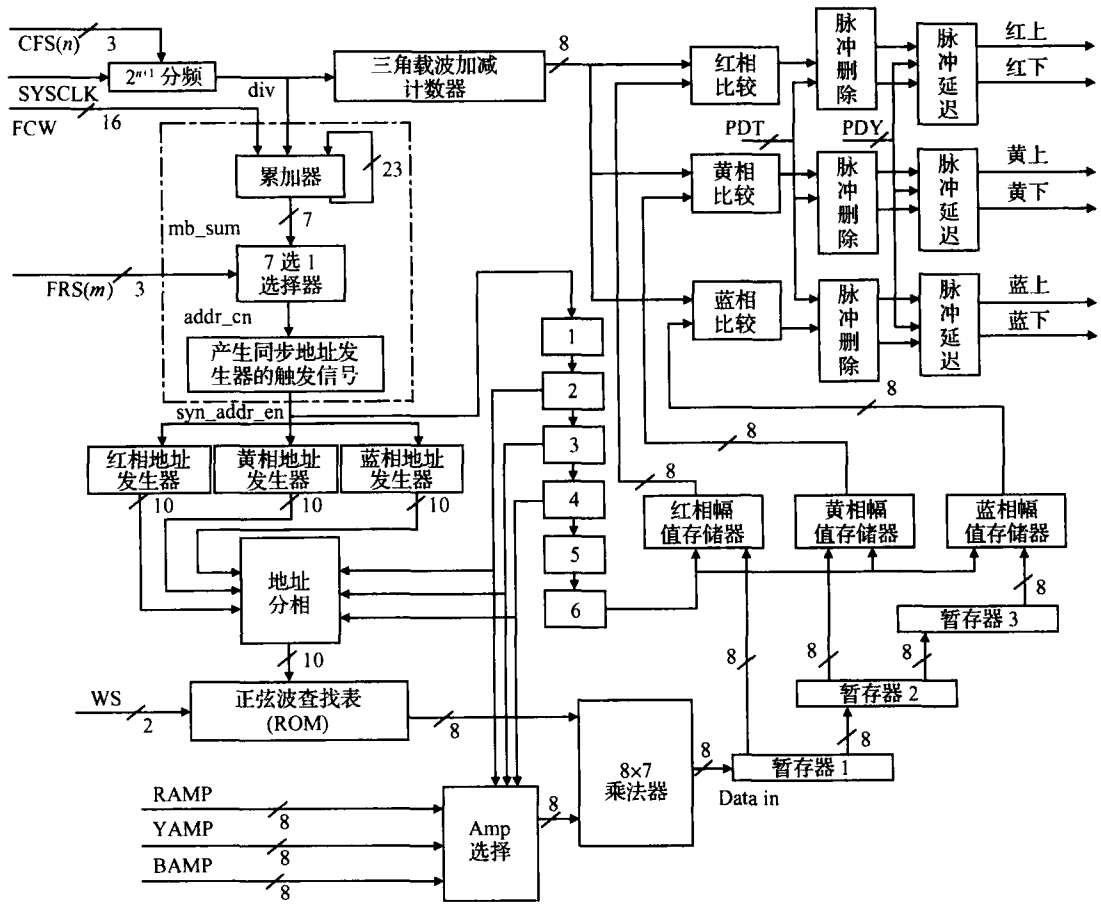 CFS(n)
3
2ⁿ⁺¹ 分频
SYSCLK
div
FCW
16
三角载波加减
计数器
8
红相
比较
脉冲删除
脉冲延迟
红上
红下
PDT
PDY
黄相
比较
脉冲删除
脉冲延迟
黄上
黄下
蓝相
比较
脉冲删除
脉冲延迟
蓝上
蓝下
累加器
23
7
mb_sum
7 选 1
选择器
FRS(m)
3
addr_cn
产生同步地址发
生器的触发信号
syn_addr_en
红相地址
发生器
黄相地址
发生器
蓝相地址
发生器
10
10
10
1
2
3
4
5
6
8
8
8
红相幅
值存储器
黄相幅
值存储器
蓝相幅
值存储器
地址
分相
10
8
8
8
8
8
暂存器 3
暂存器 2
暂存器 1
WS
2
正弦波查找表
(ROM)
8
8×7
乘法器
8
Data in
RAMP
8
YAMP
8
BAMP
8
Amp
选择
8